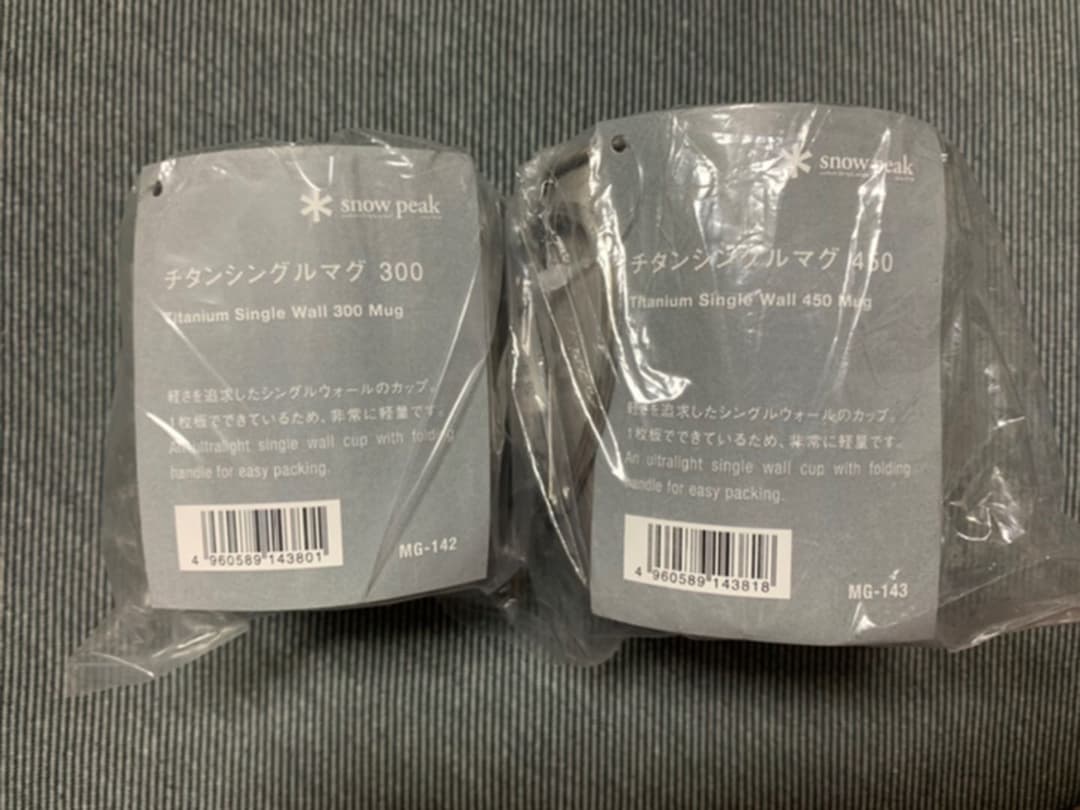 snow peak
チタンシングルマグ 300
Titanium Single Wall 300 Mug
軽さを追求したシングルウォールのカップ。
1枚板でできているため、非常に軽量です。
An ultralight single wall cup with folding
handle for easy packing.
4 960589 143801
MG-142
snow peak
チタンシングルマグ 450
Titanium Single Wall 450 Mug
軽さを追求したシングルウォールのカップ。
1枚板でできているため、非常に軽量です。
An ultralight single wall cup with folding
handle for easy packing.
4 960589 143818
MG-143